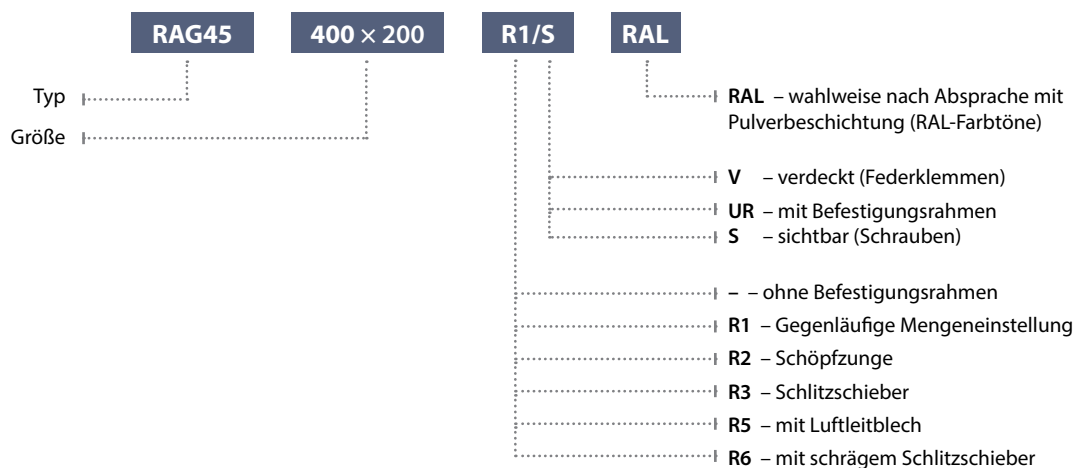 RAG45 400 × 200 R1/S RAL
Typ
Größe
RAL – wahlweise nach Absprache mit
Pulverbeschichtung (RAL-Farbtöne)
V – verdeckt (Federklemmen)
UR – mit Befestigungsrahmen
S – sichtbar (Schrauben)
– – ohne Befestigungsrahmen
R1 – Gegenläufige Mengeneinstellung
R2 – Schöpfzunge
R3 – Schlitzschieber
R5 – mit Luftleitblech
R6 – mit schrägem Schlitzschieber